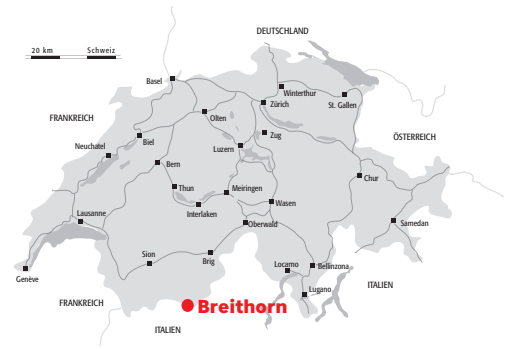 DEUTSCHLAND
20 km Schweiz
Basel
Winterthur
Zürich
St. Gallen
FRANKREICH
Olten
Neuchatel
Biel
Zug
ÖSTERREICH
Luzern
Bern
Chur
Thun
Meiringen
Wasen
Interlaken
Lausanne
Oberwald
Samedan
Sion
Brig
Locarno
Bellinzona
Genève
ITALIEN
Lugano
FRANKREICH
Breithorn
ITALIEN